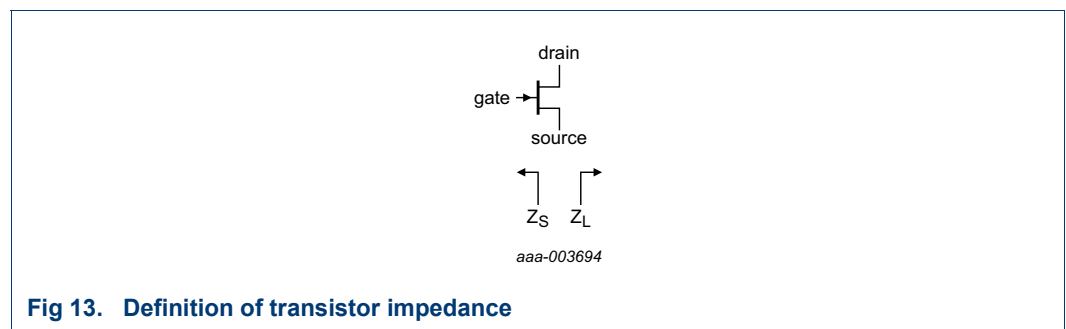 drain
gate
source
ZS ZL
aaa-003694
Fig 13. Definition of transistor impedance